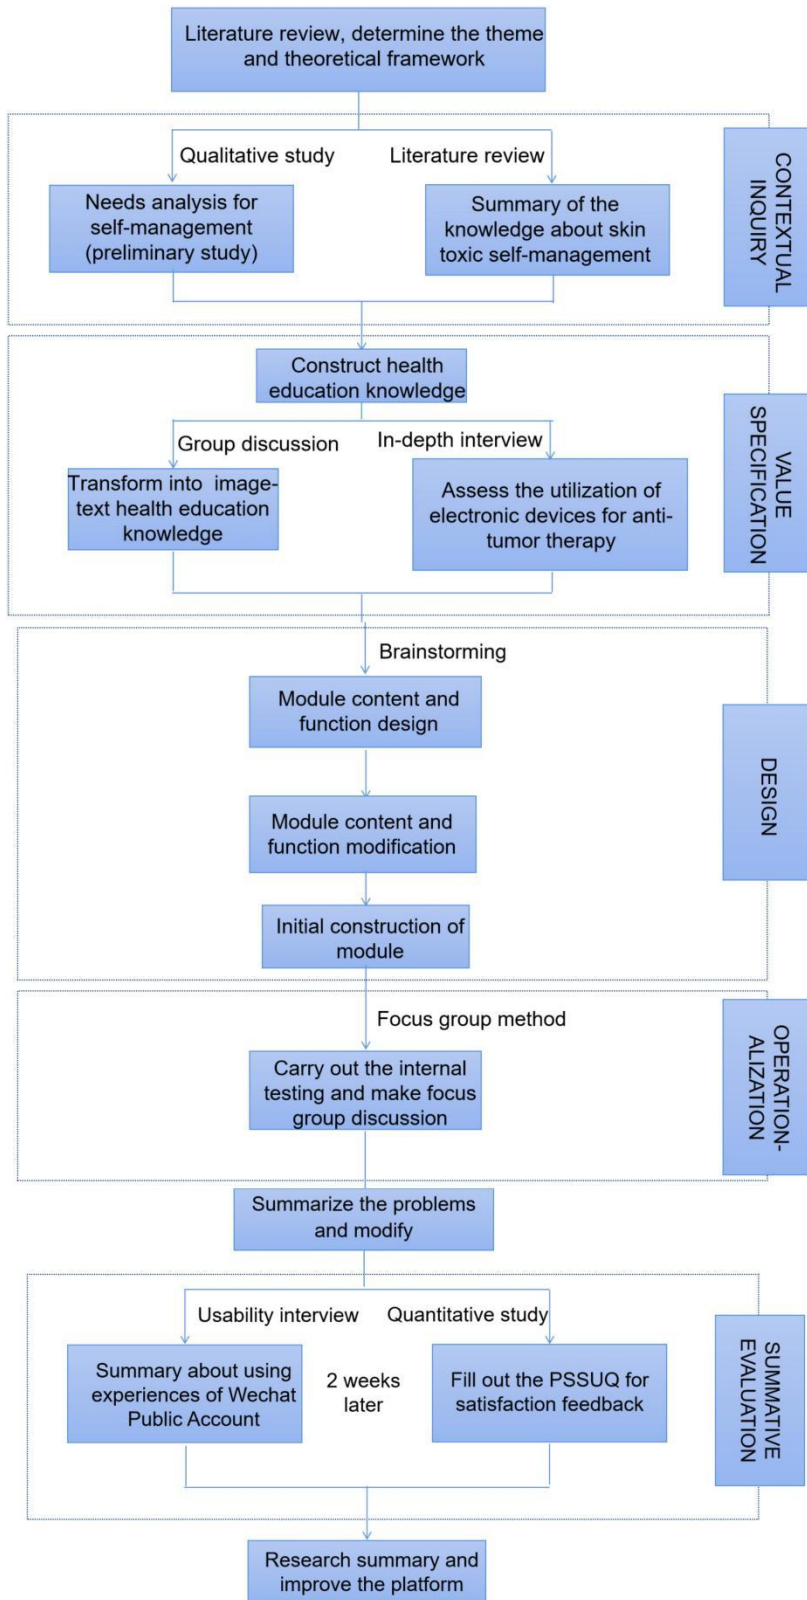 Literature review, determine the theme
and theoretical framework
Qualitative study
Literature review
Needs analysis for
self-management
(preliminary study)
Summary of the
knowledge about skin
toxic self-management
CONTEXTUAL
INQUIRY
Construct health
education knowledge
Group discussion
In-depth interview
Transform into image-
text health education
knowledge
Assess the utilization of
electronic devices for anti-
tumor therapy
VALUE
SPECIFICATION
Brainstorming
Module content and
function design
Module content and
function modification
Initial construction of
module
DESIGN
Focus group method
Carry out the internal
testing and make focus
group discussion
OPERATION-
ALIZATION
Summarize the problems
and modify
Usability interview
Quantitative study
Summary about using
experiences of Wechat
Public Account
2 weeks
later
Fill out the PSSUQ for
satisfaction feedback
SUMMATIVE
EVALUATION
Research summary and
improve the platform